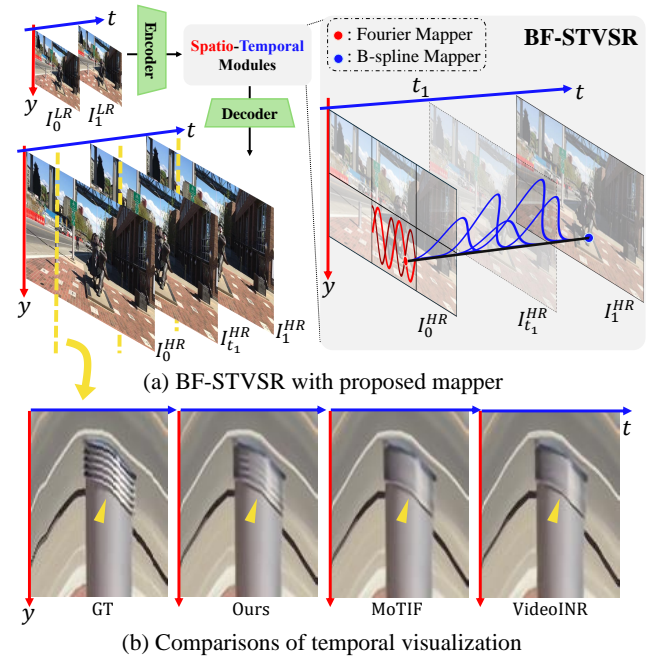 t
y
I_0^{LR}
I_1^{LR}
Encoder
Spatio-Temporal
Modules
Decoder
t
y
I_0^{HR}
I_{t_1}^{HR}
I_1^{HR}
: Fourier Mapper
: B-spline Mapper
BF-STVSR
t_1
t
y
I_0^{HR}
I_{t_1}^{HR}
I_1^{HR}
(a) BF-STVSR with proposed mapper
t
y
GT
Ours
MoTIF
VideoINR
(b) Comparisons of temporal visualization